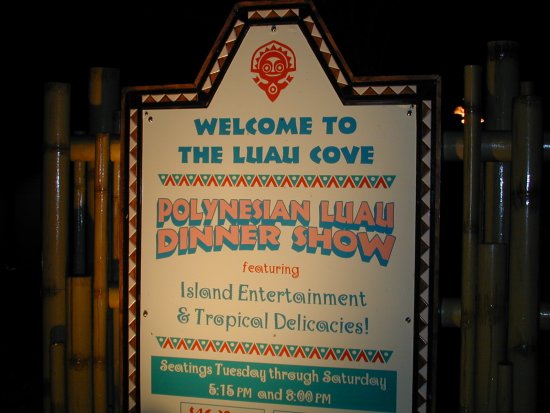 WELCOME TO
THE LUAU COVE
POLYNESIAN LUAU
DINNER SHOW
featuring
Island Entertainment
& Tropical Delicacies!
Seatings Tuesday through Saturday
5:15 PM and 8:00 PM